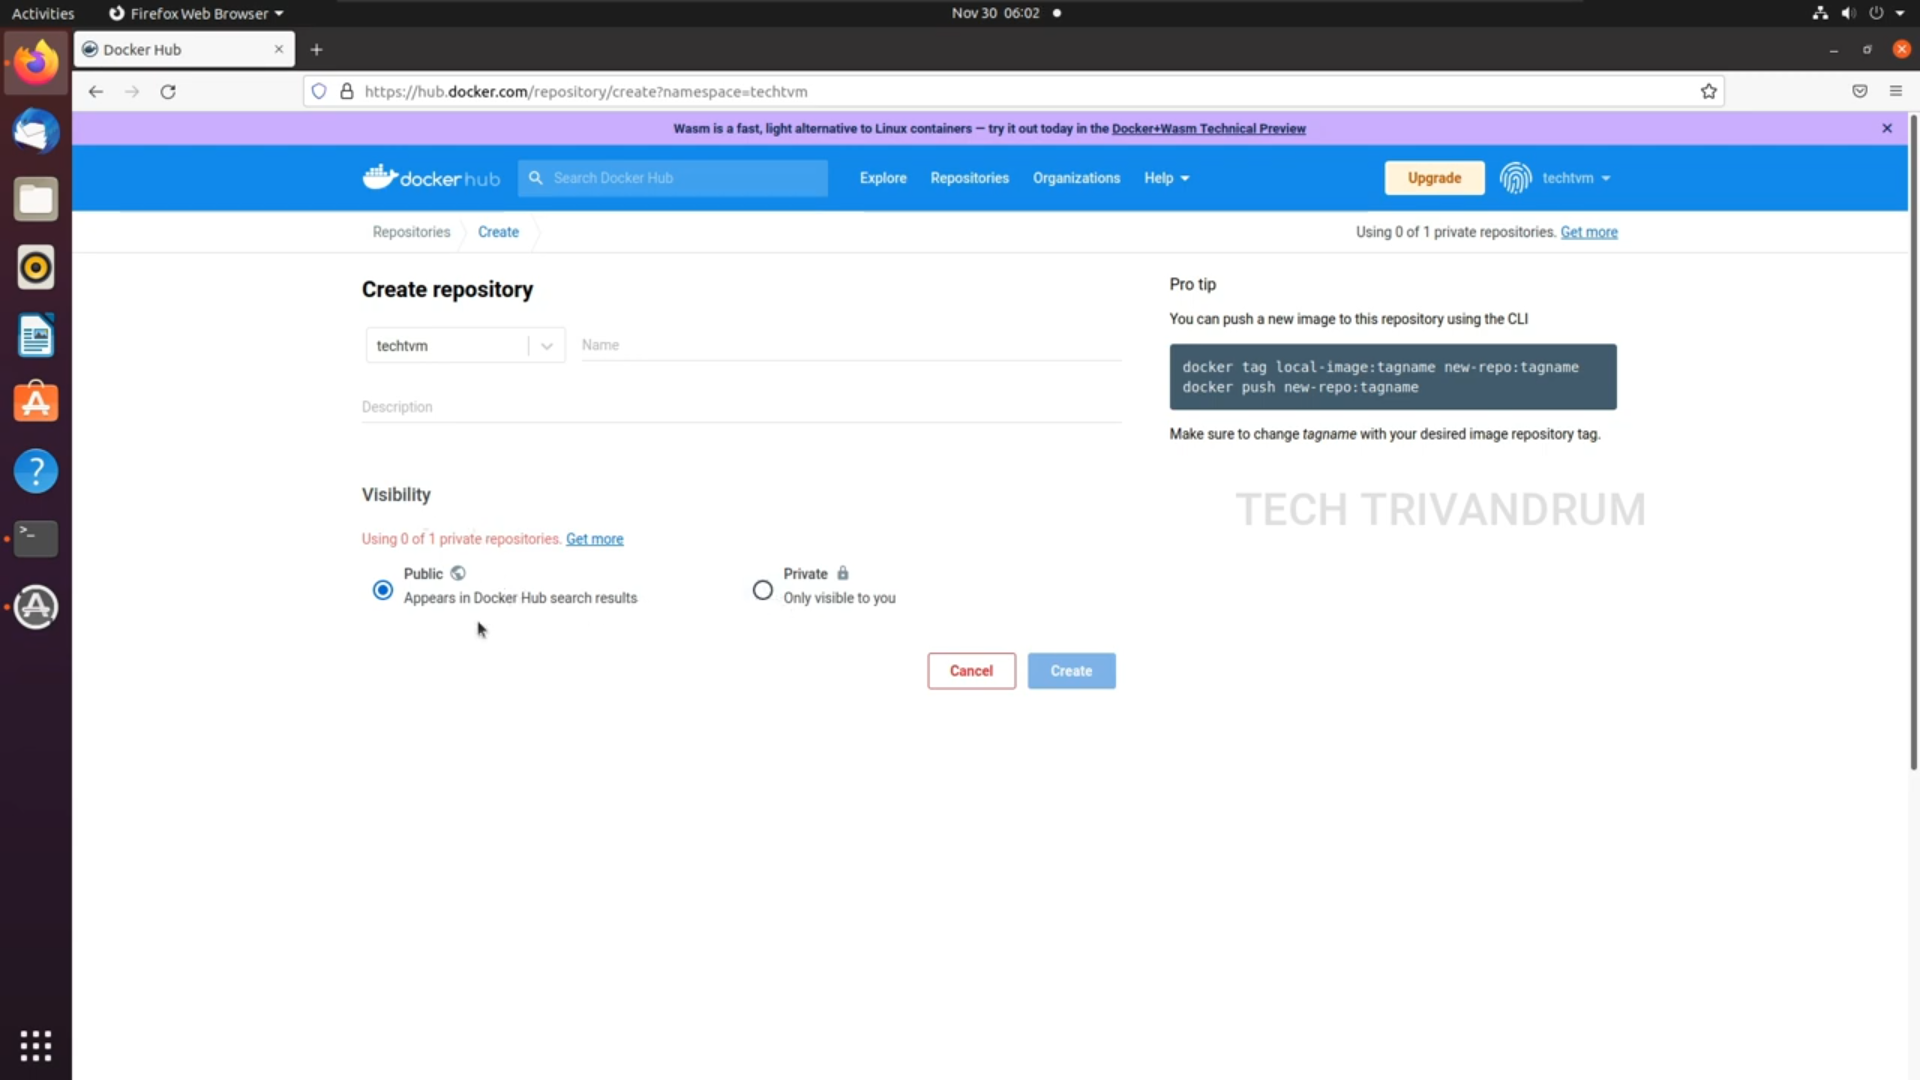 Activities
Firefox Web Browser
Nov 30 06:02
Docker Hub
https://hub.docker.com/repository/create?namespace=techtvm
Wasm is a fast, light alternative to Linux containers — try it out today in the Docker+Wasm Technical Preview
dockerhub
Search Docker Hub
Explore
Repositories
Organizations
Help
Upgrade
techtvm
Repositories
Create
Using 0 of 1 private repositories. Get more
Create repository
techtvm
Name
Description
Pro tip
You can push a new image to this repository using the CLI
docker tag local-image:tagname new-repo:tagname
docker push new-repo:tagname
Make sure to change tagname with your desired image repository tag.
TECH TRIVANDRUM
Visibility
Using 0 of 1 private repositories. Get more
Public
Appears in Docker Hub search results
Private
Only visible to you
Cancel
Create